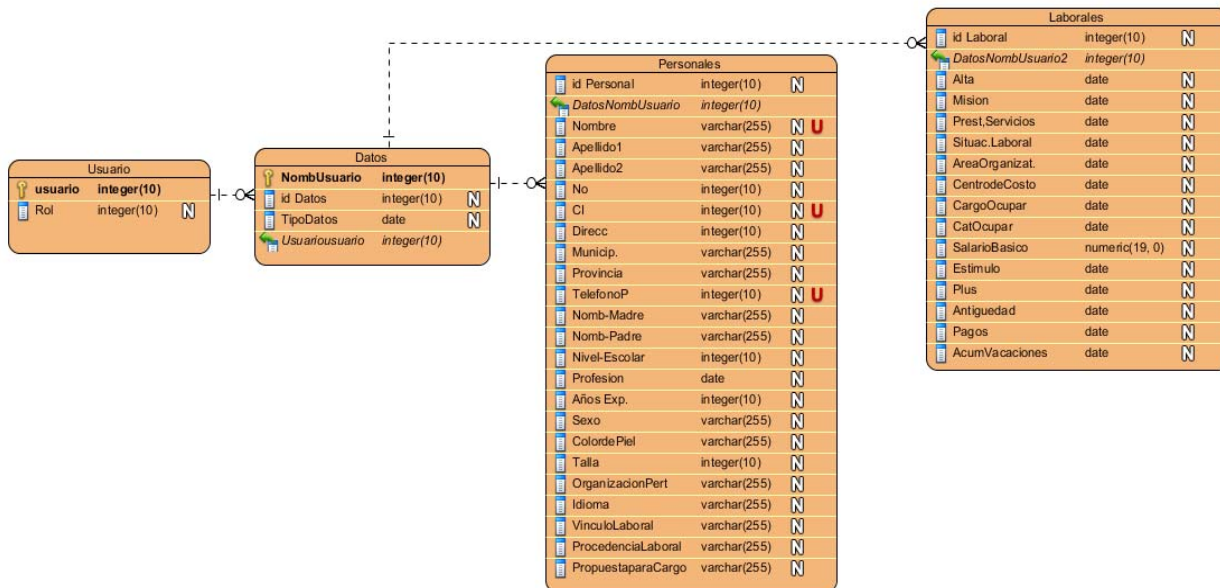 Usuario
usuario integer(10)
Rol integer(10) N
Datos
NombUsuario integer(10)
id Datos integer(10) N
TipoDatos date N
Usuariousuario integer(10)
Personales
id Personal integer(10) N
DatosNombUsuario integer(10)
Nombre varchar(255) N U
Apellido1 varchar(255) N
Apellido2 varchar(255) N
No integer(10) N
CI integer(10) N U
Direcc integer(10) N
Municip. varchar(255) N
Provincia varchar(255) N
TelefonoP integer(10) N U
Nomb-Madre varchar(255) N
Nomb-Padre varchar(255) N
Nivel-Escolar integer(10) N
Profesion date N
Años Exp. integer(10) N
Sexo varchar(255) N
ColordePiel varchar(255) N
Talla integer(10) N
OrganizacionPert varchar(255) N
Idioma varchar(255) N
VinculoLaboral varchar(255) N
ProcedenciaLaboral varchar(255) N
PropuestaparaCargo varchar(255) N
Laborales
id Laboral integer(10) N
DatosNombUsuario2 integer(10)
Alta date N
Mision date N
Prest,Servicios date N
Situac.Laboral date N
AreaOrganizat. date N
CentrodeCosto date N
CargoOcupar date N
CatOcupar date N
SalarioBasico numeric(19, 0) N
Estimulo date N
Plus date N
Antiguedad date N
Pagos date N
AcumVacaciones date N